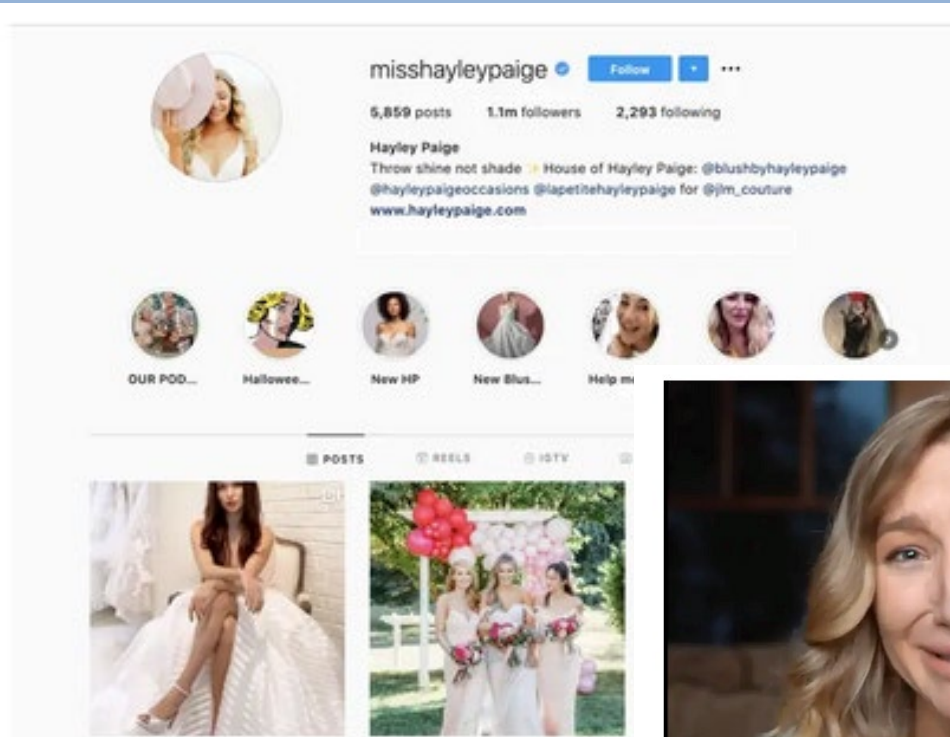 misshayleypaige Follow
5,859 posts 1.1m followers 2,293 following
Hayley Paige
Throw shine not shade ✨ House of Hayley Paige: @blushbyhayleypaige
@hayleypaigeoccasions @lapetitehayleypaige for @jlm_couture
www.hayleypaige.com
OUR POD... Hallowee... New HP New Blus... Help me
POSTS REELS IGTV